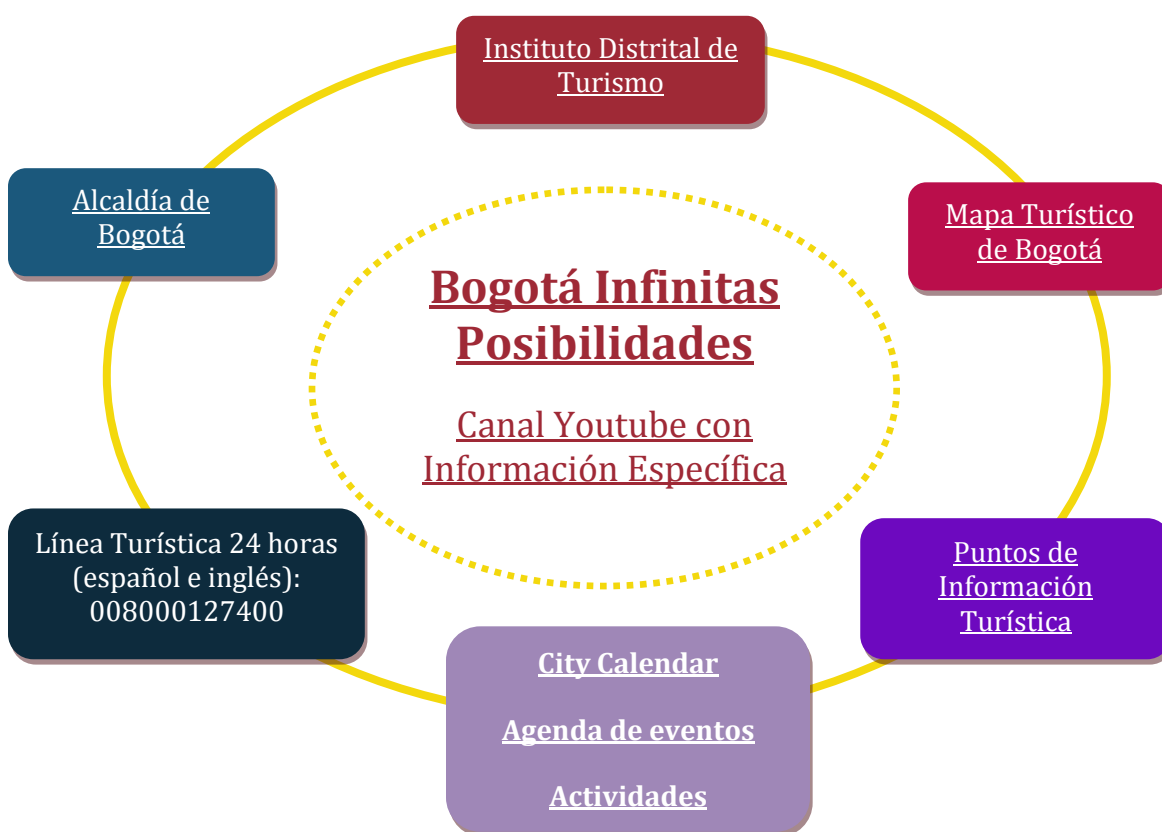 Instituto Distrital de
Turismo
Alcaldía de
Bogotá
Mapa Turístico
de Bogotá
Bogotá Infinitas
Posibilidades
Canal Youtube con
Información Específica
Línea Turística 24 horas
(español e inglés):
008000127400
Puntos de
Información
Turística
City Calendar
Agenda de eventos
Actividades